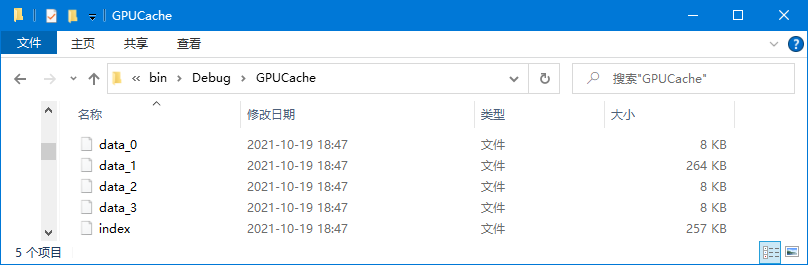 GPUCache
文件 主页 共享 查看
« bin > Debug > GPUCache 搜索"GPUCache"
名称 修改日期 类型 大小
data_0 2021-10-19 18:47 文件 8 KB
data_1 2021-10-19 18:47 文件 264 KB
data_2 2021-10-19 18:47 文件 8 KB
data_3 2021-10-19 18:47 文件 8 KB
index 2021-10-19 18:47 文件 257 KB
5 个项目